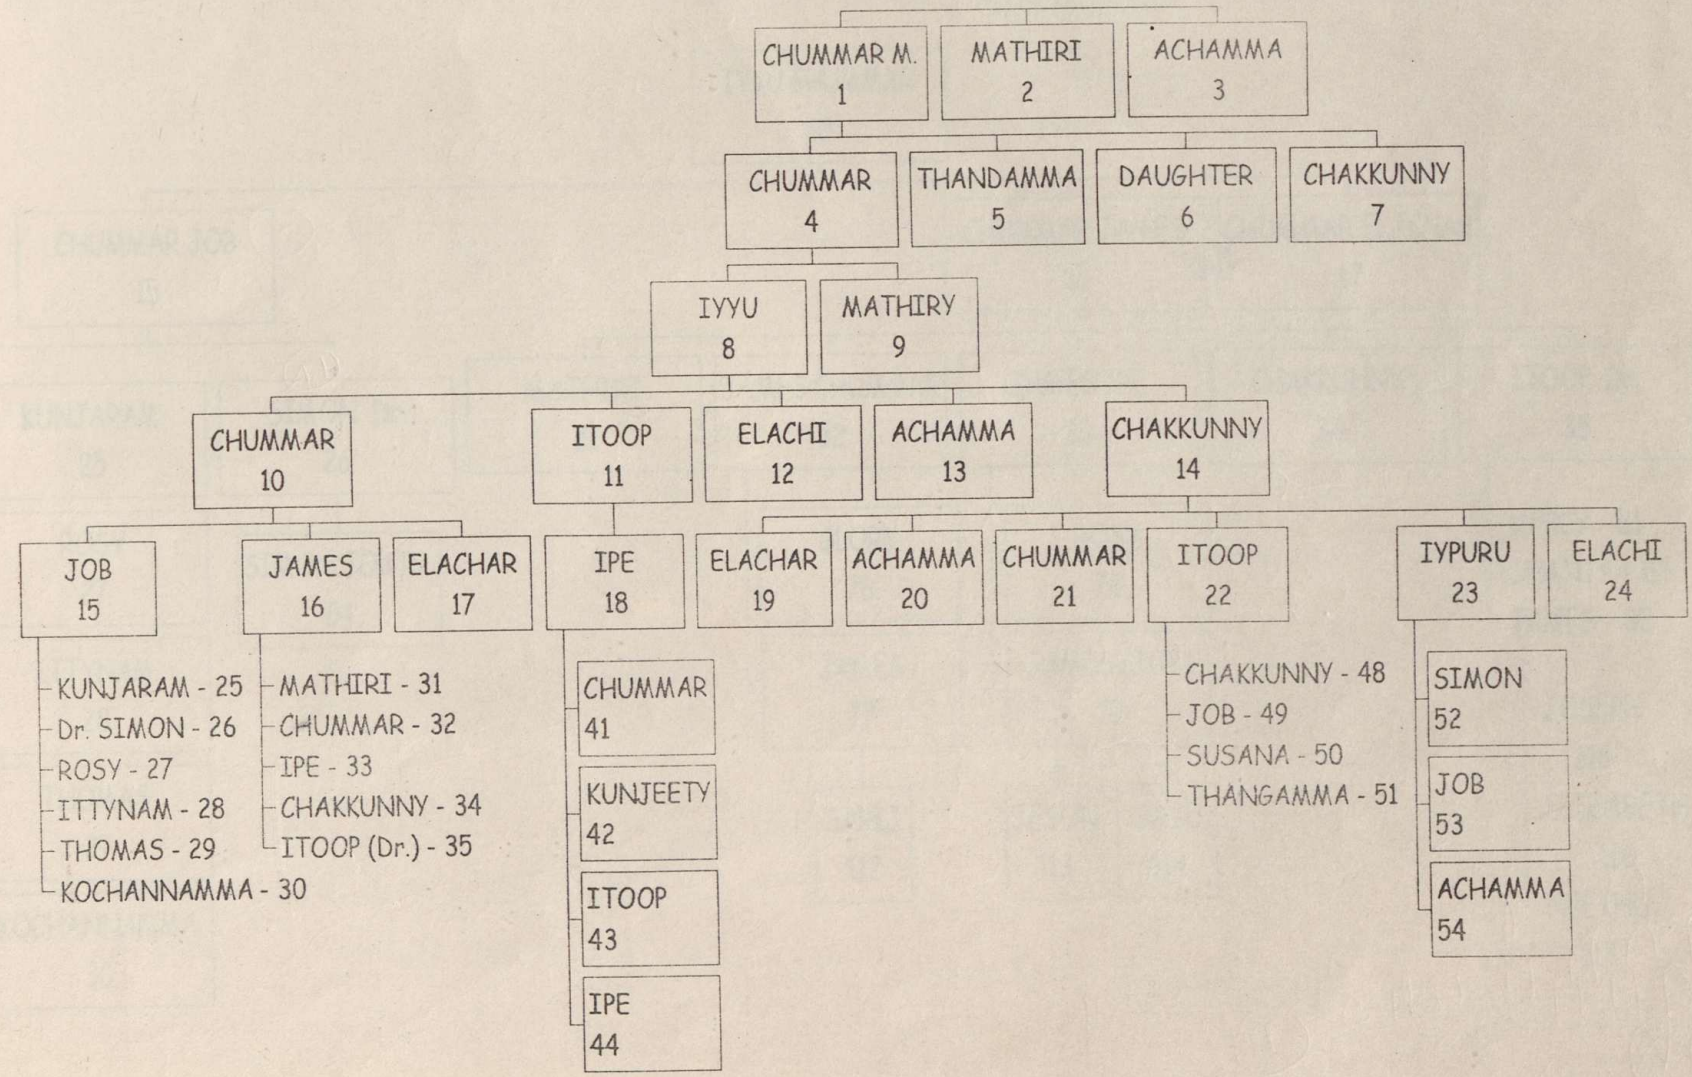 CHUMMAR M. MATHIRI ACHAMMA
1 2 3
CHUMMAR THANDAMMA DAUGHTER CHAKKUNNY
4 5 6 7
IYYU MATHIRY
8 9
CHUMMAR ITOOP ELACHI ACHAMMA CHAKKUNNY
10 11 12 13 14
JOB JAMES ELACHAR IPE ELACHAR ACHAMMA CHUMMAR ITOOP IYPURU ELACHI
15 16 17 18 19 20 21 22 23 24
KUNJARAM - 25
Dr. SIMON - 26
ROSY - 27
ITTYNAM - 28
THOMAS - 29
KOCHANNAMMA - 30
MATHIRI - 31
CHUMMAR - 32
IPE - 33
CHAKKUNNY - 34
ITOOP (Dr.) - 35
CHUMMAR
41
KUNJEETY
42
ITOOP
43
IPE
44
CHAKKUNNY - 48
JOB - 49
SUSANA - 50
THANGAMMA - 51
SIMON
52
JOB
53
ACHAMMA
54